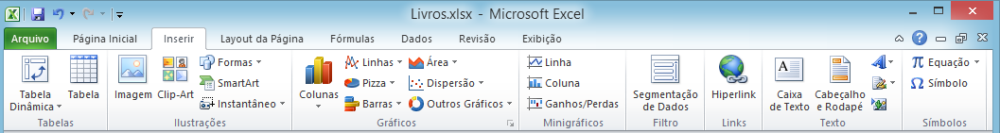 Livros.xlsx - Microsoft Excel
Arquivo Página Inicial Inserir Layout da Página Fórmulas Dados Revisão Exibição
Tabela Dinâmica
Tabela
Tabelas
Imagem
Clip-Art
Formas
SmartArt
Instantâneo
Ilustrações
Colunas
Linhas
Pizza
Barras
Área
Dispersão
Outros Gráficos
Gráficos
Linha
Coluna
Ganhos/Perdas
Minigráficos
Segmentação
de Dados
Filtro
Hiperlink
Links
Caixa
de Texto
Cabeçalho
e Rodapé
Texto
Equação
Símbolo
Símbolos